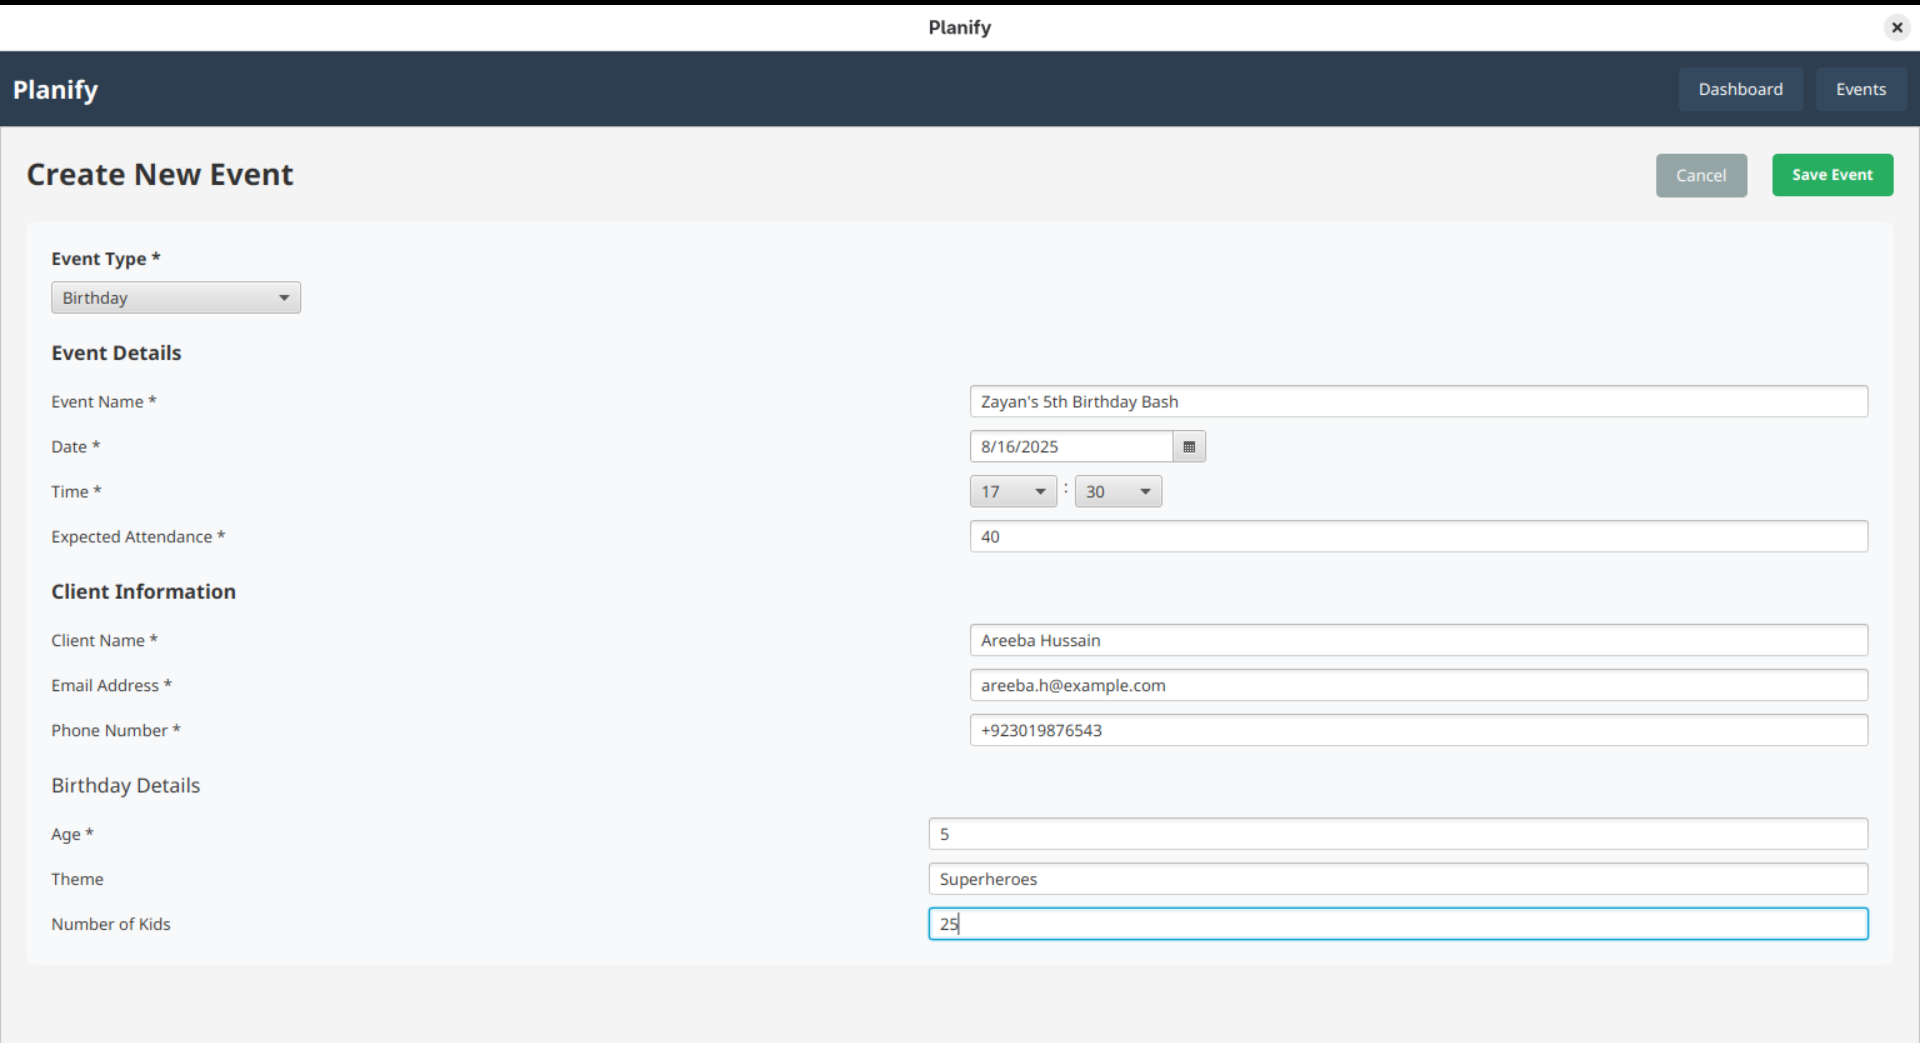 Planify
Planify Dashboard Events
Create New Event Cancel Save Event
Event Type *
Birthday
Event Details
Event Name * Zayan's 5th Birthday Bash
Date * 8/16/2025
Time * 17 : 30
Expected Attendance * 40
Client Information
Client Name * Areeba Hussain
Email Address * areeba.h@example.com
Phone Number * +923019876543
Birthday Details
Age * 5
Theme Superheroes
Number of Kids 25